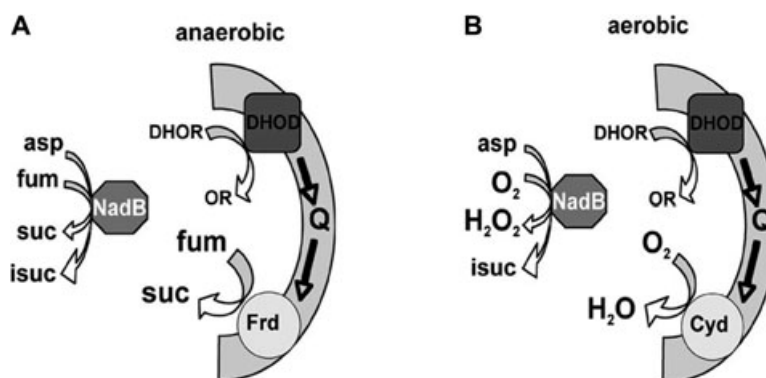 A
anaerobic
DHOD
DHOR
OR
asp
fum
NadB
suc
isuc
Q
fum
suc
Frd
B
aerobic
DHOD
DHOR
OR
asp
O₂
NadB
H₂O₂
isuc
Q
O₂
H₂O
Cyd